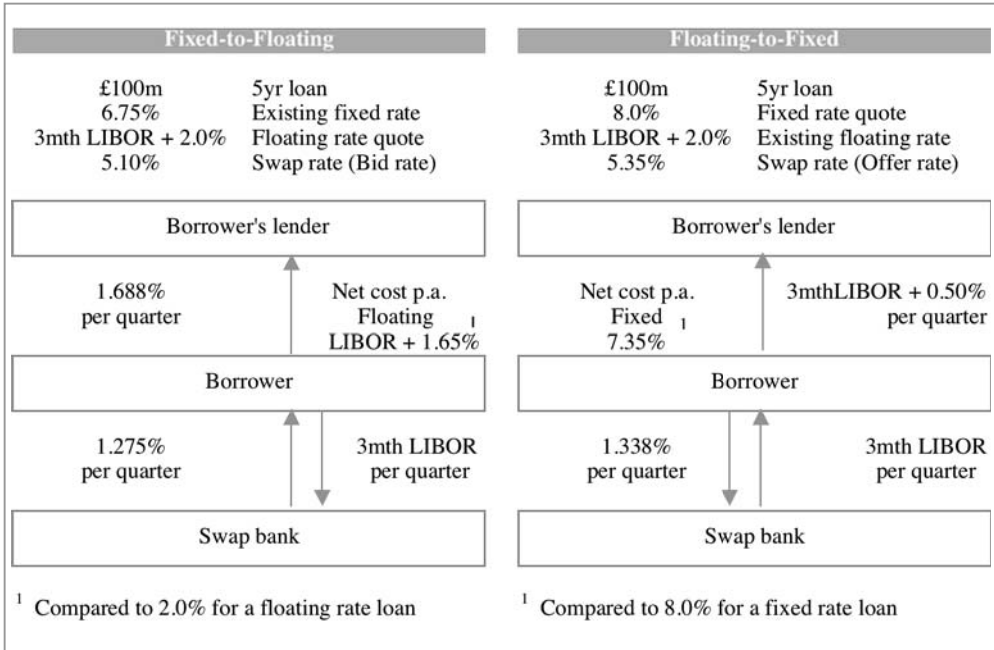 Fixed-to-Floating
£100m 5yr loan
6.75% Existing fixed rate
3mth LIBOR + 2.0% Floating rate quote
5.10% Swap rate (Bid rate)
Borrower's lender
1.688%
per quarter
Net cost p.a.
Floating 1
LIBOR + 1.65%
Borrower
1.275%
per quarter
3mth LIBOR
per quarter
Swap bank
1 Compared to 2.0% for a floating rate loan
Floating-to-Fixed
£100m 5yr loan
8.0% Fixed rate quote
3mth LIBOR + 2.0% Existing floating rate
5.35% Swap rate (Offer rate)
Borrower's lender
Net cost p.a.
Fixed 1
7.35%
3mthLIBOR + 0.50%
per quarter
Borrower
1.338%
per quarter
3mth LIBOR
per quarter
Swap bank
1 Compared to 8.0% for a fixed rate loan